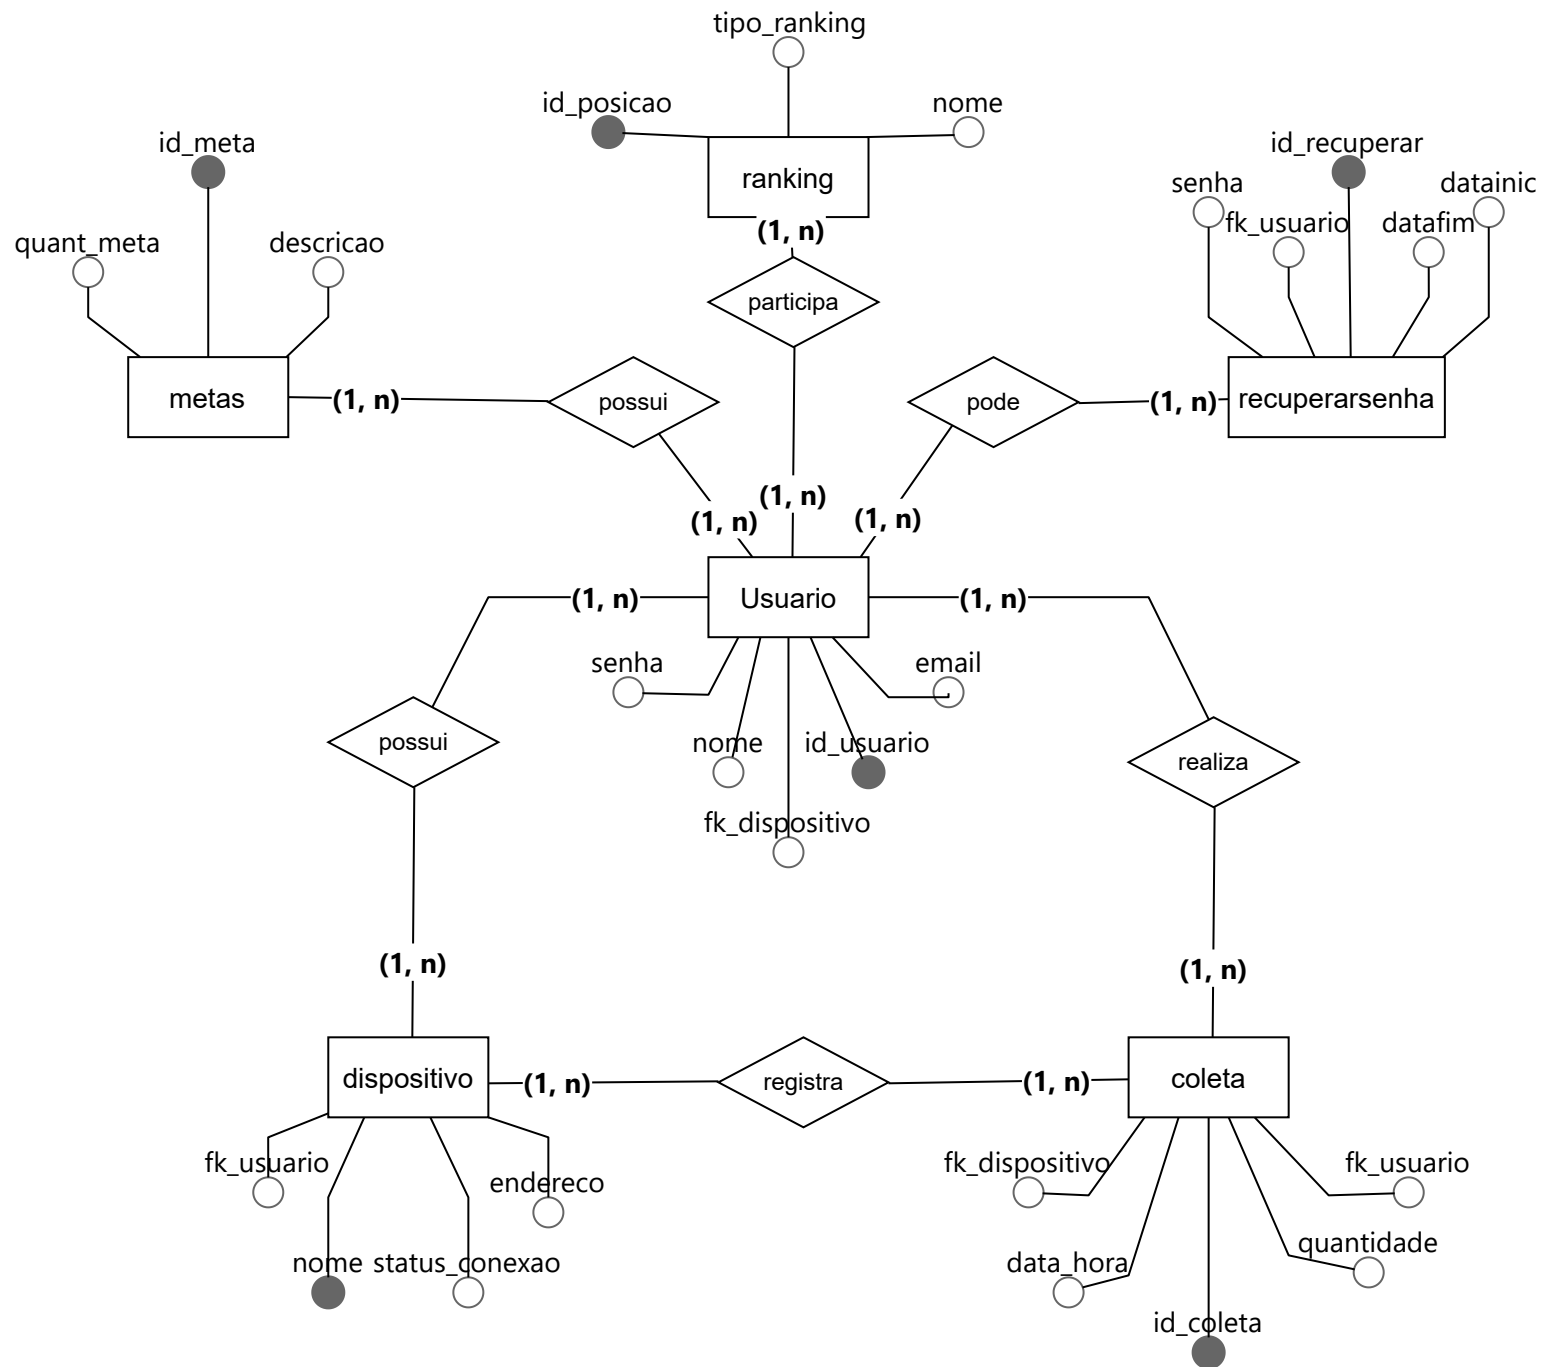 tipo_ranking
id_posicao
nome
ranking
(1, n)
participa
(1, n)
id_meta
quant_meta
descricao
metas
(1, n)
possui
(1, n)
id_recuperar
senha
datainic
fk_usuario
datafim
recuperarsenha
(1, n)
pode
(1, n)
Usuario
(1, n)
(1, n)
senha
email
nome
id_usuario
fk_dispositivo
possui
realiza
(1, n)
(1, n)
dispositivo
(1, n)
registra
(1, n)
coleta
fk_usuario
endereco
nome
status_conexao
fk_dispositivo
fk_usuario
data_hora
quantidade
id_coleta